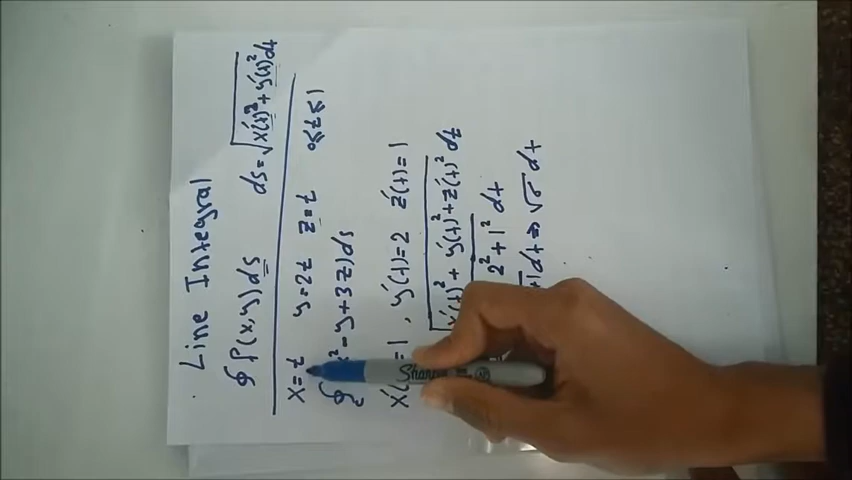 Line Integral
∮ f(x,y)ds ds=√x'(t)²+y'(t)² dt
x=t y=2t z=t 0≤t≤1
∮c x²-y+3z)ds
x' =1, y'(t)=2 z'(t)=1
√x'(t)²+y'(t)²+z'(t)² dt
2²+1² dt
+1dt⇒√6 dt
Sharpie